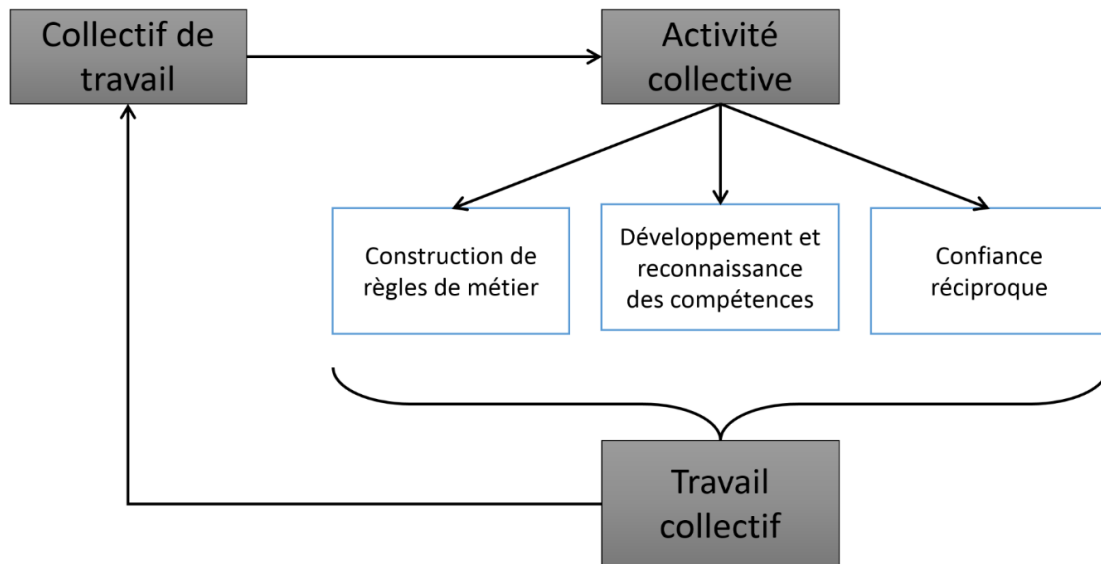 Collectif de
travail
Activité
collective
Construction de
règles de métier
Développement et
reconnaissance
des compétences
Confiance
réciproque
Travail
collectif